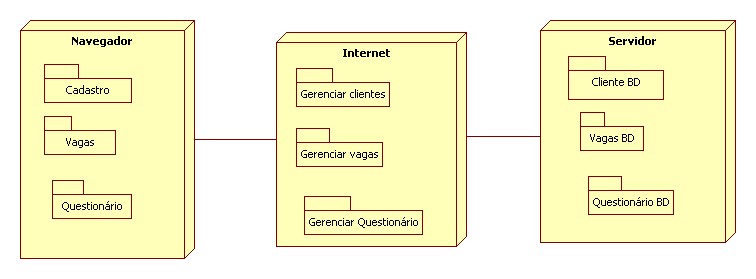 Navegador
Cadastro
Vagas
Questionário
Internet
Gerenciar clientes
Gerenciar vagas
Gerenciar Questionário
Servidor
Cliente BD
Vagas BD
Questionário BD